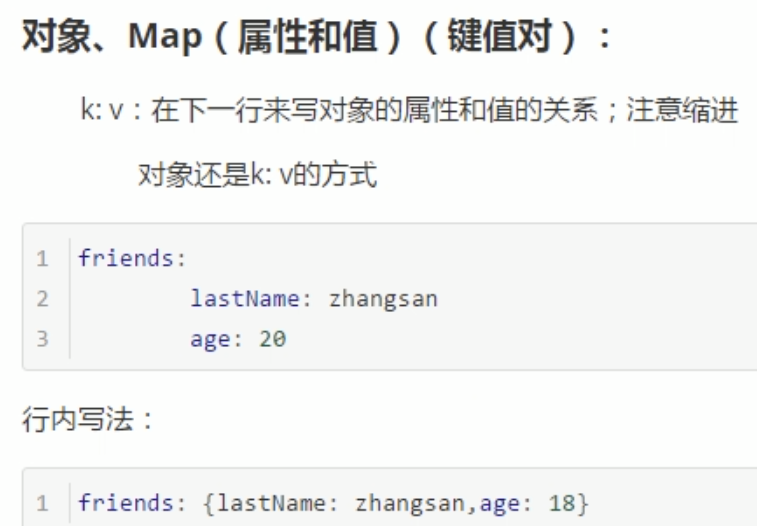 对象、Map（属性和值）（键值对）：
k: v：在下一行来写对象的属性和值的关系；注意缩进
对象还是k: v的方式
1 friends:
2 lastName: zhangsan
3 age: 20
行内写法：
1 friends: {lastName: zhangsan,age: 18}